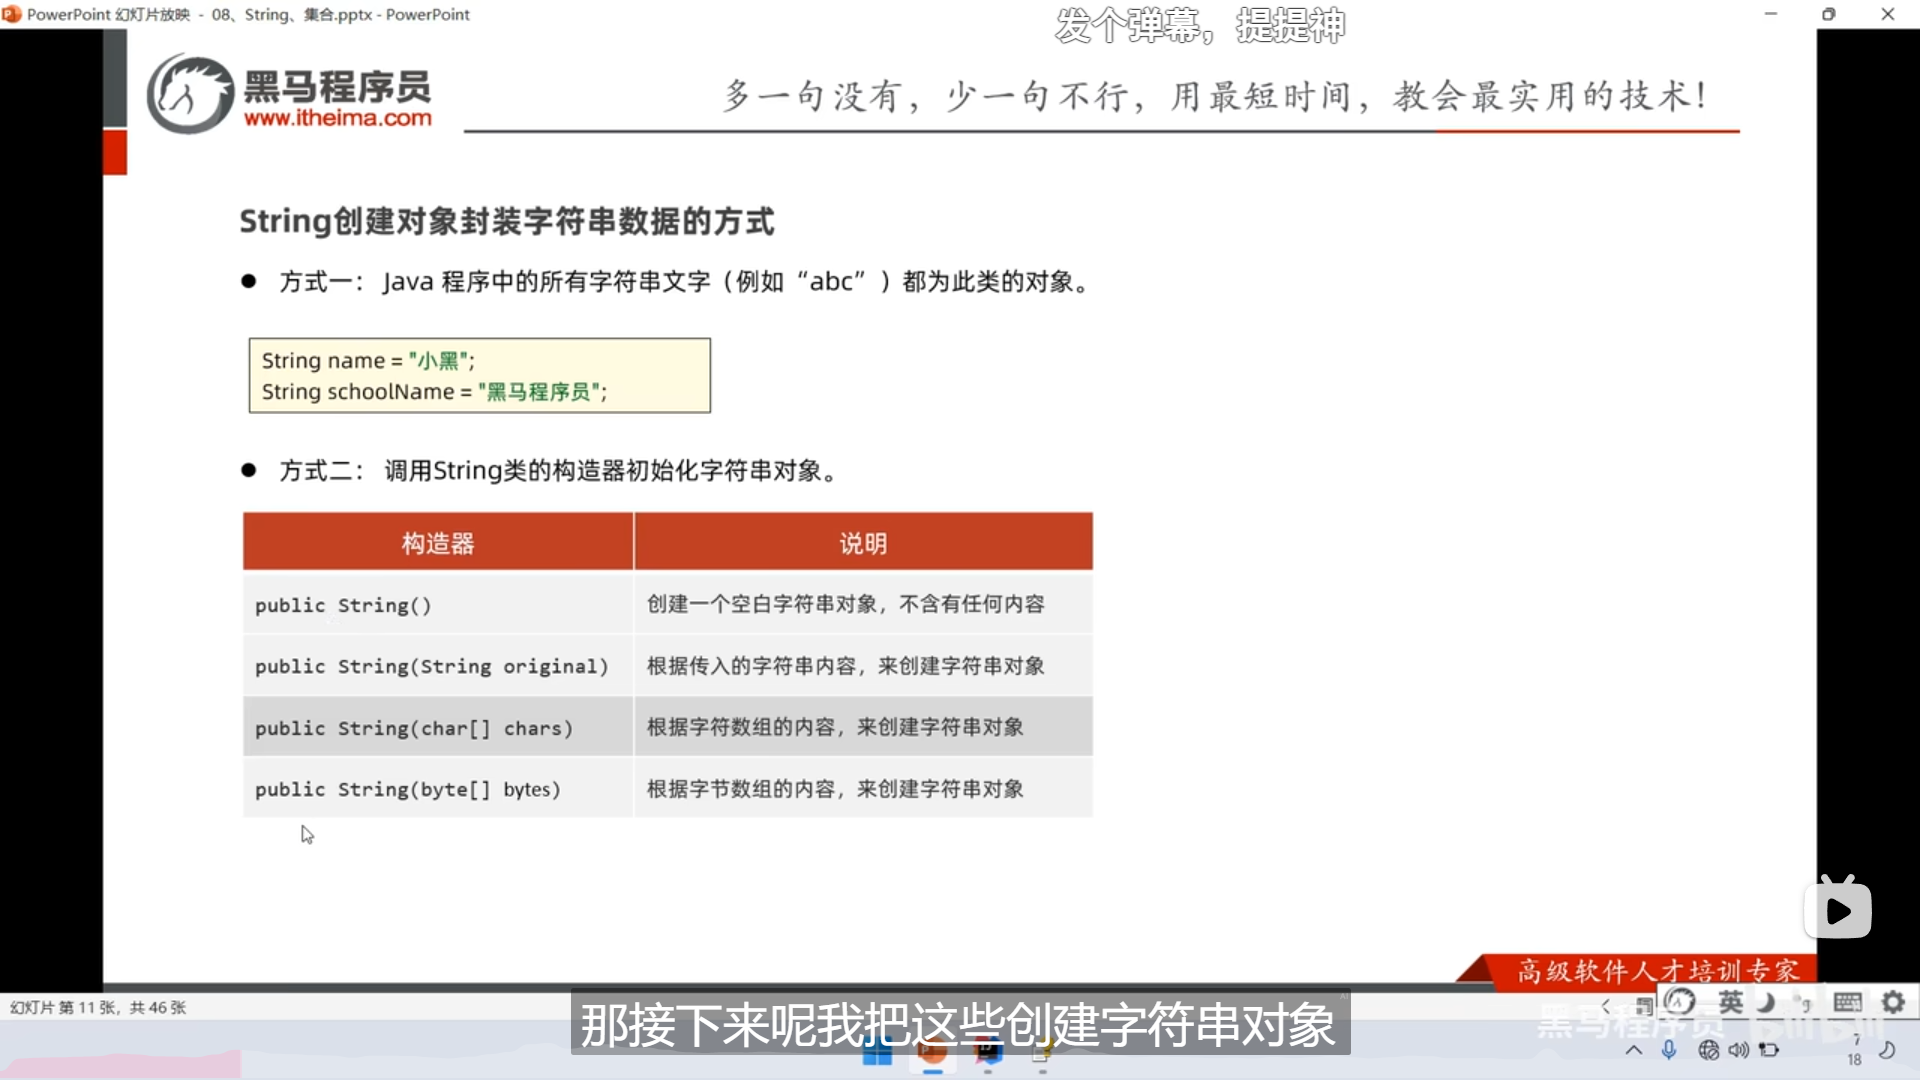 PowerPoint 幻灯片放映 - 08、String、集合.pptx - PowerPoint
发个弹幕，提提神
黑马程序员
www.itheima.com
多一句没有，少一句不行，用最短时间，教会最实用的技术！
String创建对象封装字符串数据的方式
● 方式一： Java 程序中的所有字符串文字（例如“abc”）都为此类的对象。
String name = "小黑";
String schoolName = "黑马程序员";
● 方式二： 调用String类的构造器初始化字符串对象。
构造器 说明
public String() 创建一个空白字符串对象，不含有任何内容
public String(String original) 根据传入的字符串内容，来创建字符串对象
public String(char[] chars) 根据字符数组的内容，来创建字符串对象
public String(byte[] bytes) 根据字节数组的内容，来创建字符串对象
高级软件人才培训专家
幻灯片 第 11 张，共 46 张
英
那接下来呢我把这些创建字符串对象
黑马程序员 bilibili
18